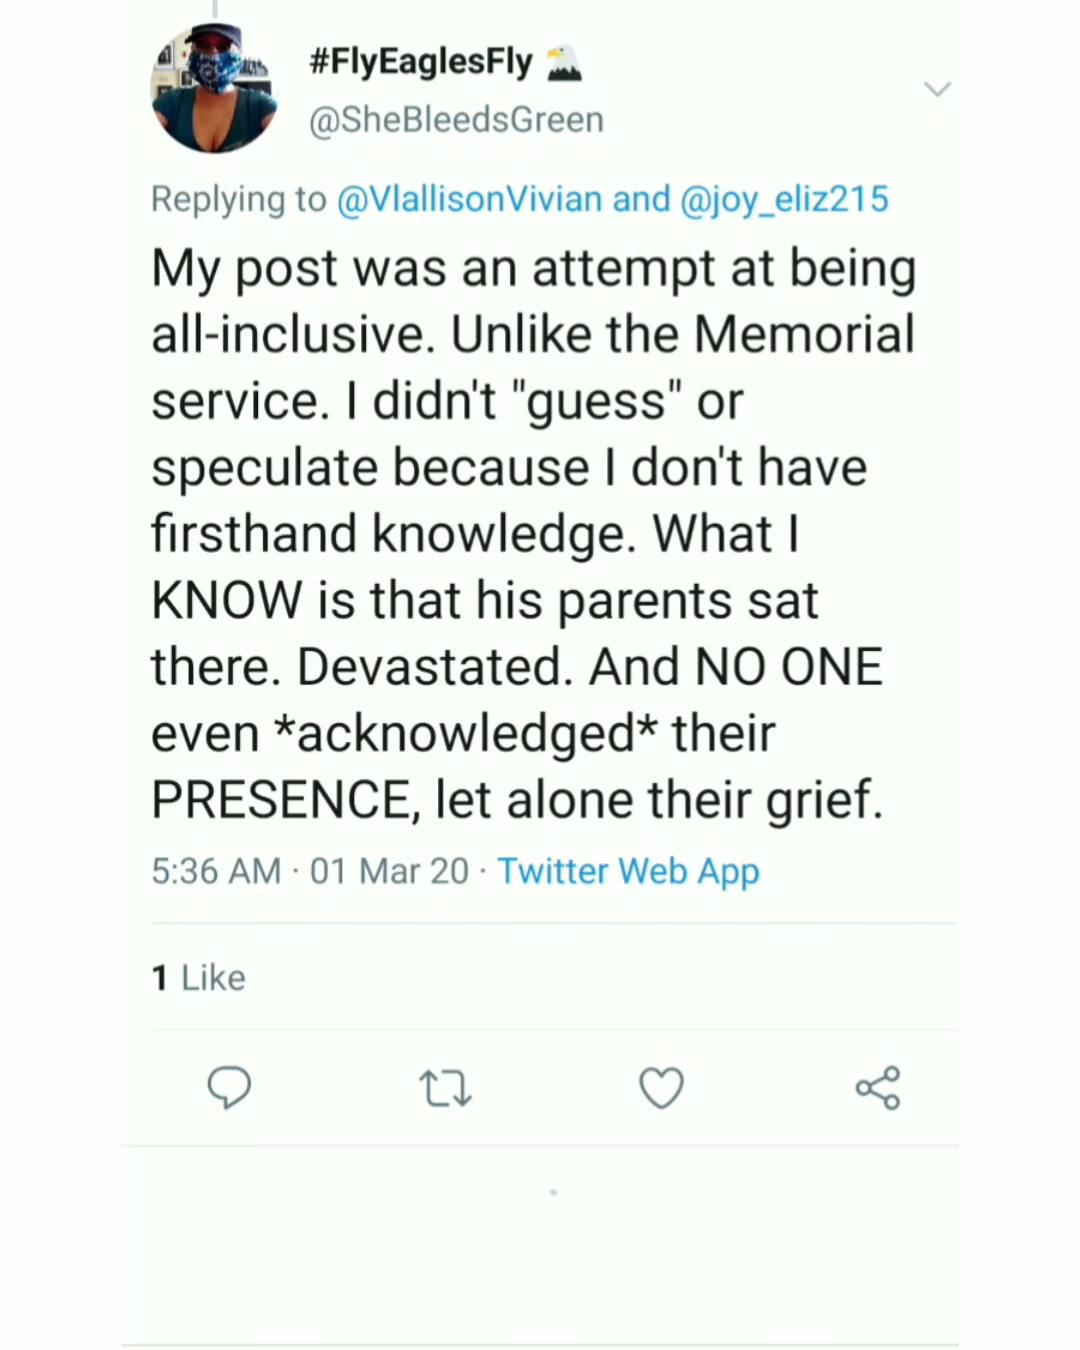 #FlyEaglesFly
@SheBleedsGreen
Replying to @VlallisonVivian and @joy_eliz215
My post was an attempt at being
all-inclusive. Unlike the Memorial
service. I didn't "guess" or
speculate because I don't have
firsthand knowledge. What I
KNOW is that his parents sat
there. Devastated. And NO ONE
even *acknowledged* their
PRESENCE, let alone their grief.
5:36 AM · 01 Mar 20 · Twitter Web App
1 Like